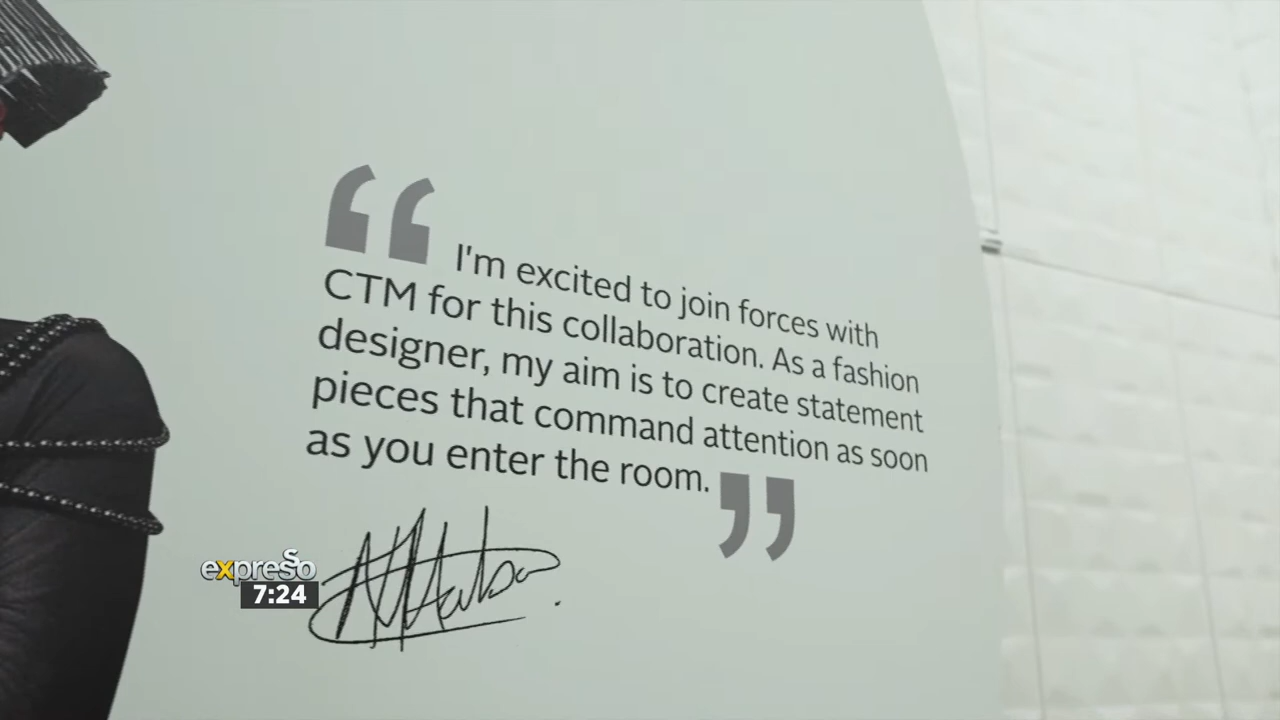 “ I'm excited to join forces with
CTM for this collaboration. As a fashion
designer, my aim is to create statement
pieces that command attention as soon
as you enter the room. ”
expresso
7:24